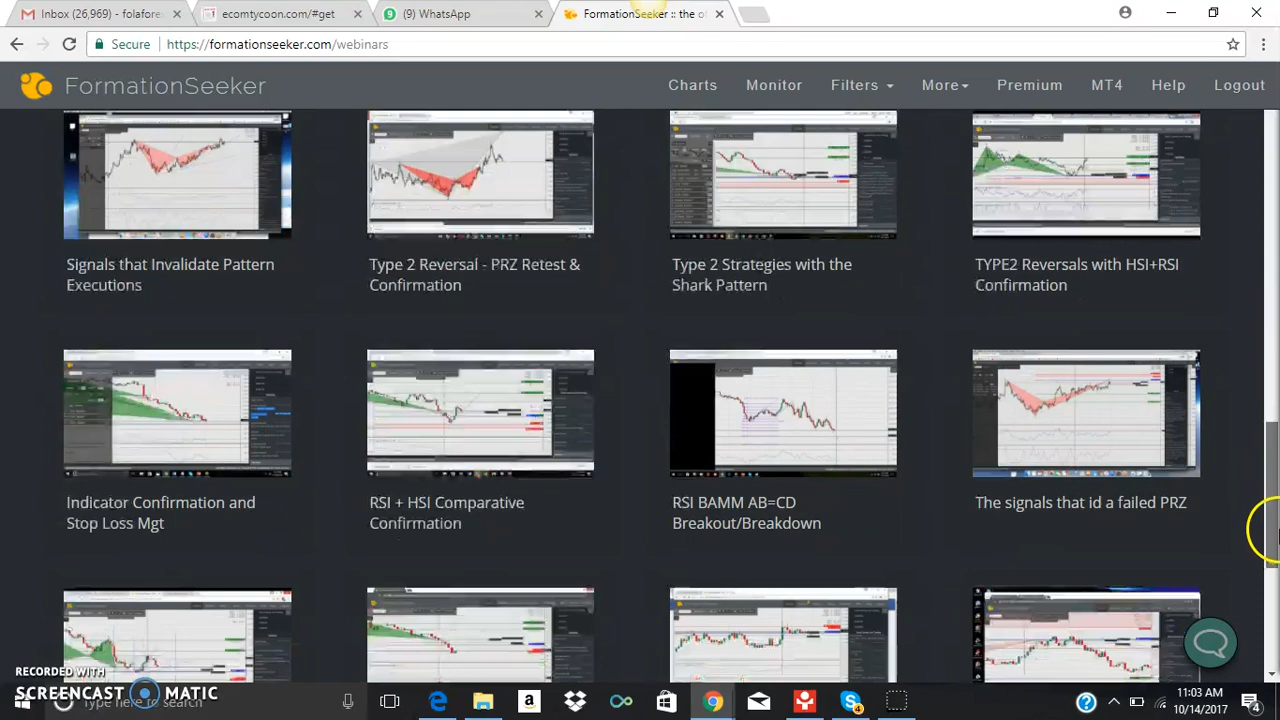 Inbox (26,969) - folafore
ecomtycoon.com/#get
(9) WhatsApp
FormationSeeker :: the of
Secure
https://formationseeker.com/webinars
FormationSeeker
Charts
Monitor
Filters
More
Premium
MT4
Help
Logout
Signals that Invalidate Pattern
Executions
Type 2 Reversal - PRZ Retest &
Confirmation
Type 2 Strategies with the
Shark Pattern
TYPE2 Reversals with HSI+RSI
Confirmation
Indicator Confirmation and
Stop Loss Mgt
RSI + HSI Comparative
Confirmation
RSI BAMM AB=CD
Breakout/Breakdown
The signals that id a failed PRZ
RECORDED WITH
SCREENCAST MATIC
11:03 AM
10/14/2017